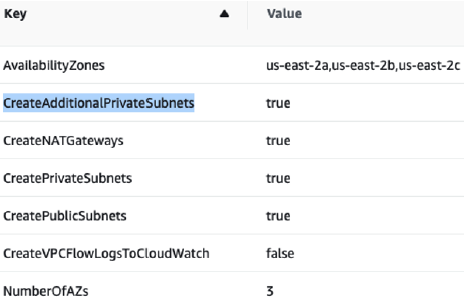 Key Value
AvailabilityZones us-east-2a,us-east-2b,us-east-2c
CreateAdditionalPrivateSubnets true
CreateNATGateways true
CreatePrivateSubnets true
CreatePublicSubnets true
CreateVPCFlowLogsToCloudWatch false
NumberOfAZs 3